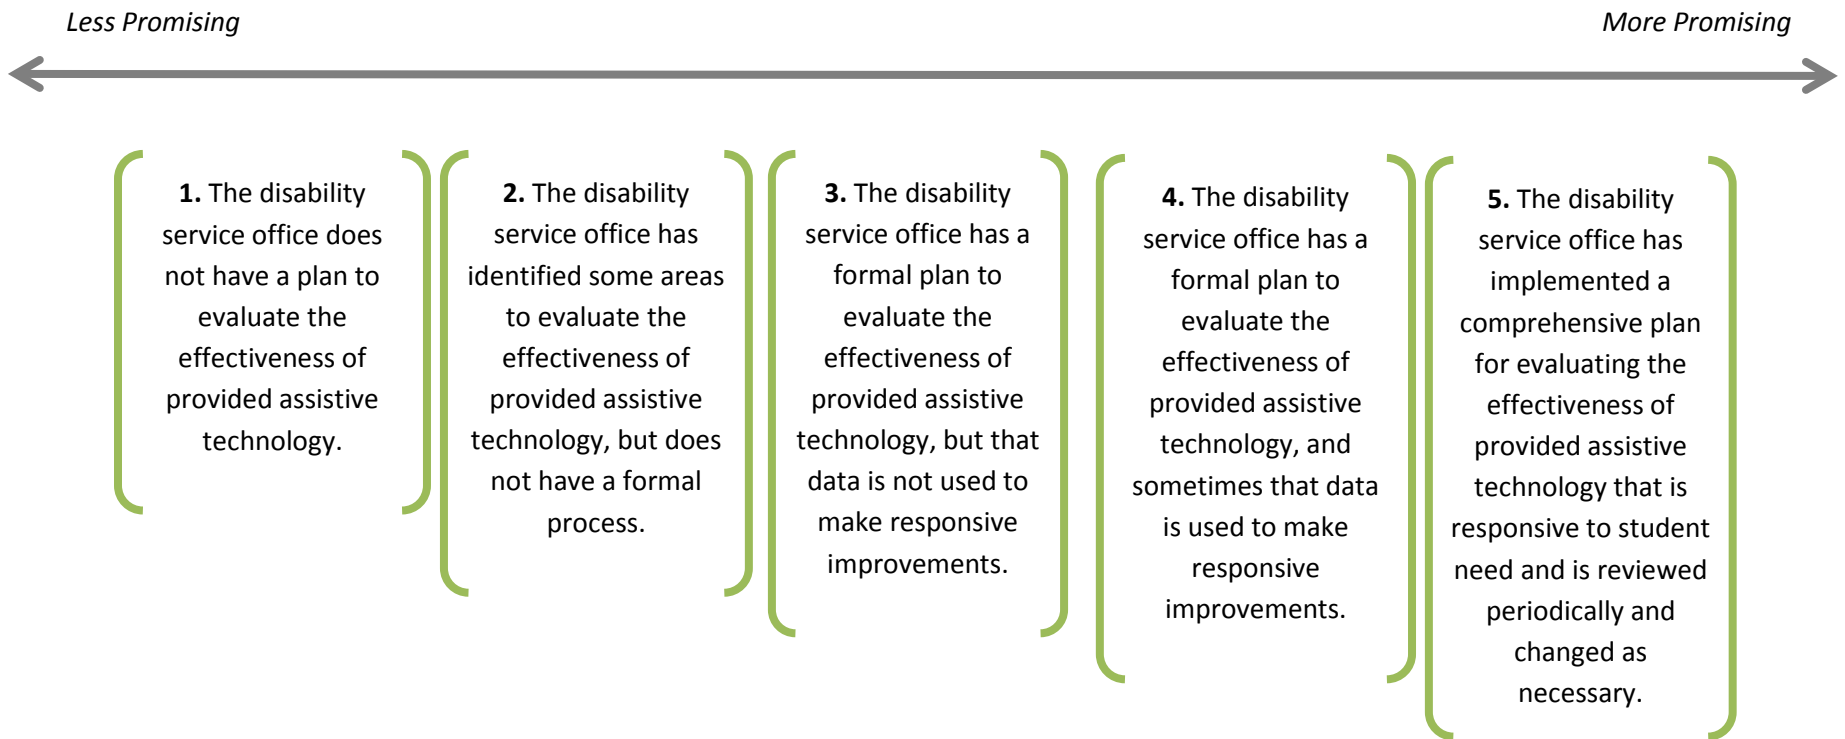 Less Promising
More Promising
1. The disability
service office does
not have a plan to
evaluate the
effectiveness of
provided assistive
technology.
2. The disability
service office has
identified some areas
to evaluate the
effectiveness of
provided assistive
technology, but does
not have a formal
process.
3. The disability
service office has a
formal plan to
evaluate the
effectiveness of
provided assistive
technology, but that
data is not used to
make responsive
improvements.
4. The disability
service office has a
formal plan to
evaluate the
effectiveness of
provided assistive
technology, and
sometimes that data
is used to make
responsive
improvements.
5. The disability
service office has
implemented a
comprehensive plan
for evaluating the
effectiveness of
provided assistive
technology that is
responsive to student
need and is reviewed
periodically and
changed as
necessary.